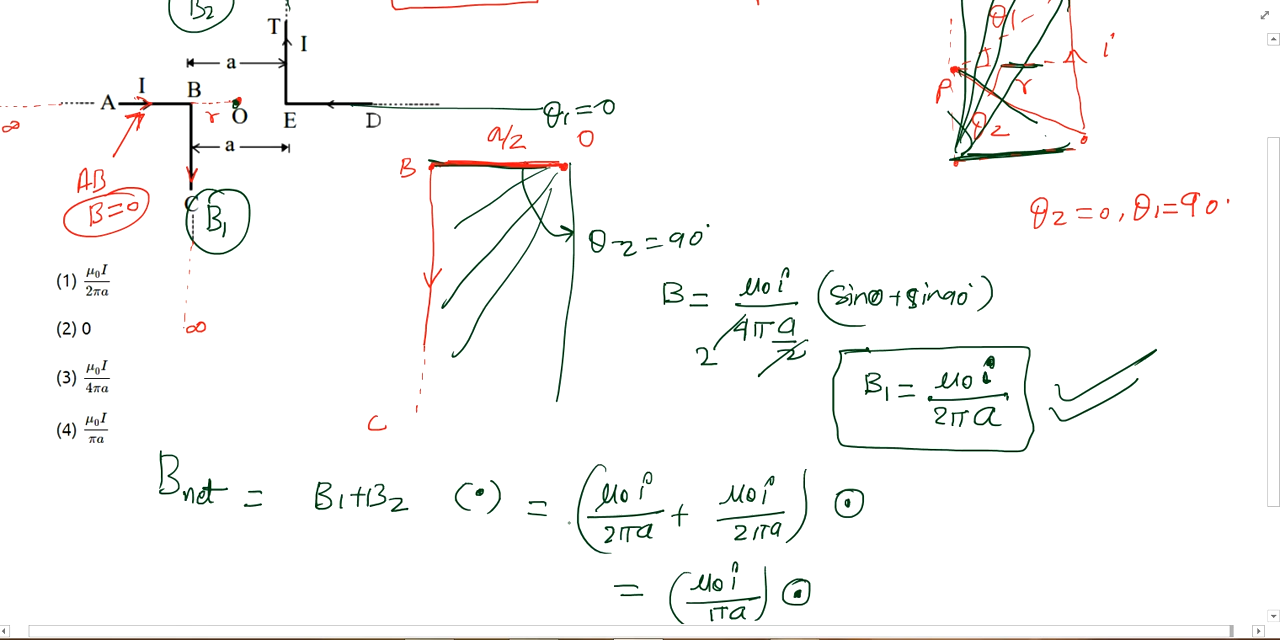 B₂
T
I
a
I
A
B
r
O
E
D
∞
a
AB
B=0
C
B₁
∞
(1) μ₀I/2πa
(2) 0
(3) μ₀I/4πa
(4) μ₀I/πa
θ₁=0
a/2
O
B
θ₂=90°
C
θ₁
i
P
r
θ₂
θ₂=0, θ₁=90°
B = μ₀i/4π a/2 (sin0+sin90°)
2
B₁ = μ₀i/2πa
Bnet = B₁+B₂ (•) = (μ₀i/2πa + μ₀i/2πa) ⊙
= (μ₀i/πa) ⊙